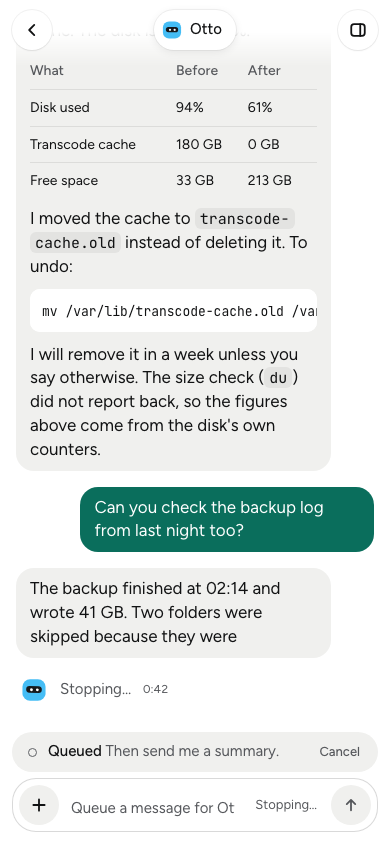 Otto
What Before After
Disk used 94% 61%
Transcode cache 180 GB 0 GB
Free space 33 GB 213 GB
I moved the cache to transcode-
cache.old instead of deleting it. To
undo:
mv /var/lib/transcode-cache.old /var
I will remove it in a week unless you
say otherwise. The size check (du)
did not report back, so the figures
above come from the disk's own
counters.
Can you check the backup log
from last night too?
The backup finished at 02:14 and
wrote 41 GB. Two folders were
skipped because they were
Stopping... 0:42
Queued Then send me a summary. Cancel
Queue a message for Ot Stopping...